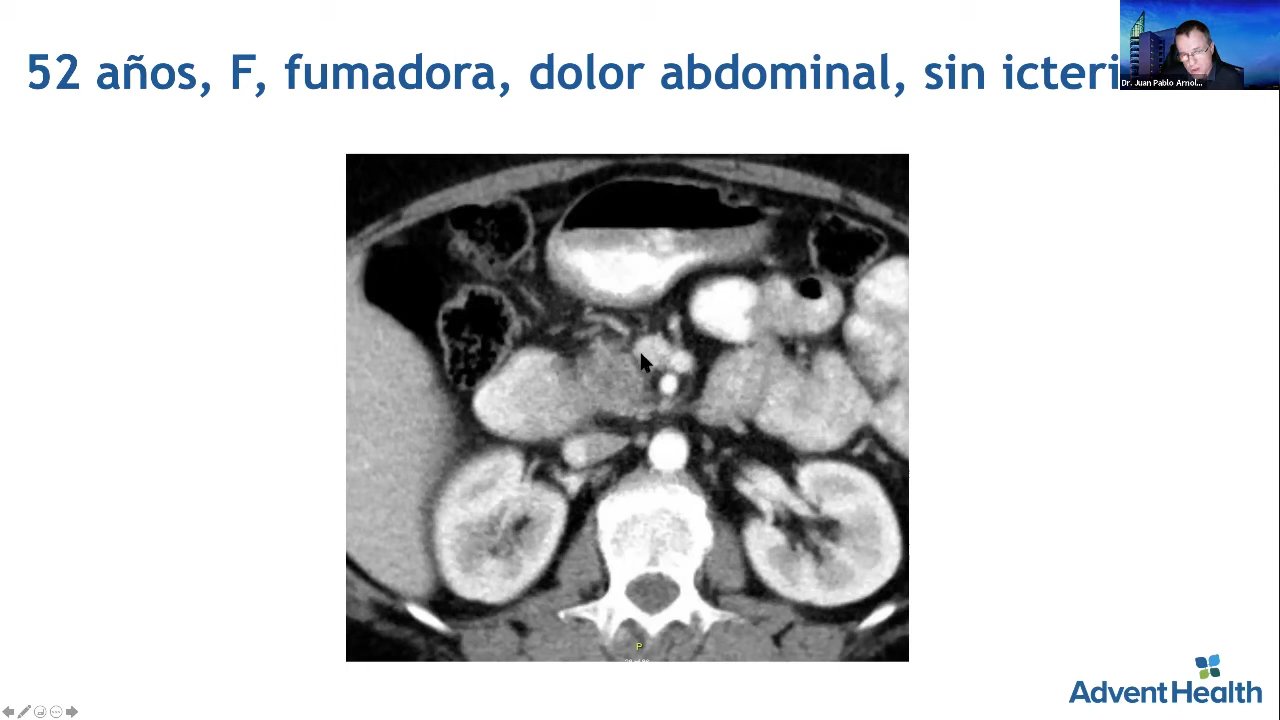 52 años, F, fumadora, dolor abdominal, sin icteri
Dr. Juan Pablo Arnol...
P
AdventHealth